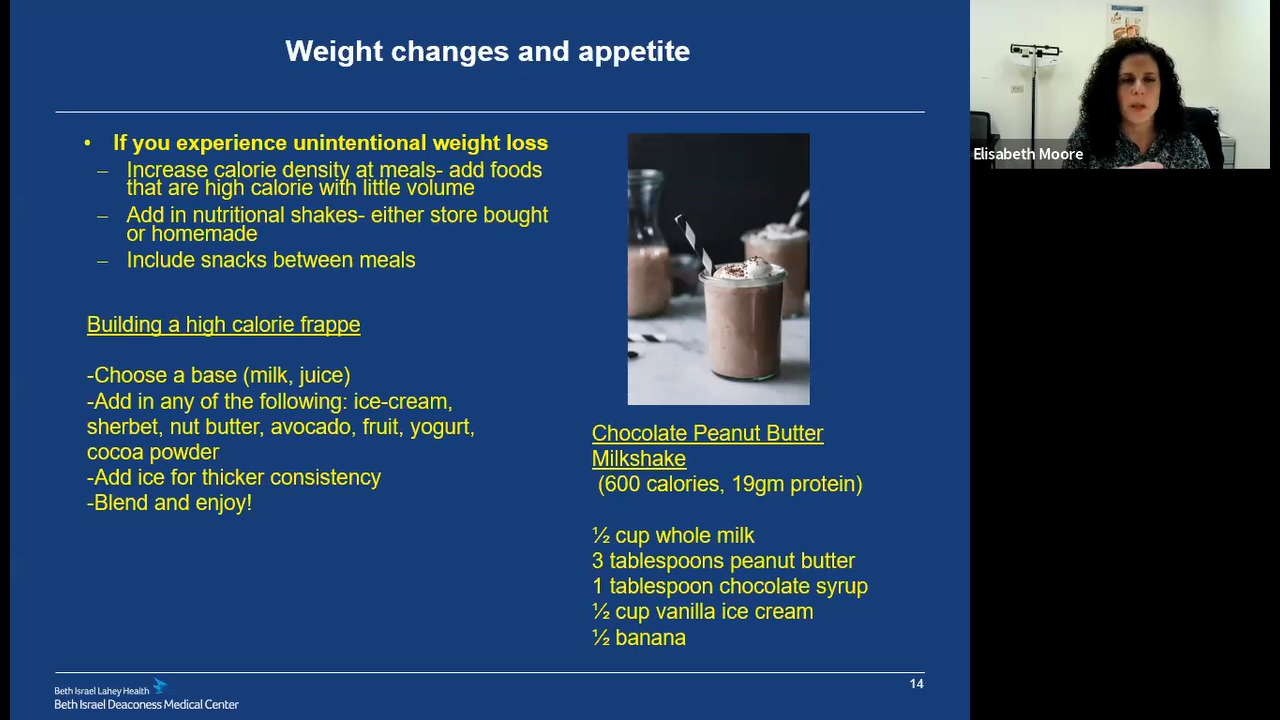 Weight changes and appetite
• If you experience unintentional weight loss
– Increase calorie density at meals- add foods
that are high calorie with little volume
– Add in nutritional shakes- either store bought
or homemade
– Include snacks between meals
Building a high calorie frappe
-Choose a base (milk, juice)
-Add in any of the following: ice-cream,
sherbet, nut butter, avocado, fruit, yogurt,
cocoa powder
-Add ice for thicker consistency
-Blend and enjoy!
Chocolate Peanut Butter
Milkshake
(600 calories, 19gm protein)
½ cup whole milk
3 tablespoons peanut butter
1 tablespoon chocolate syrup
½ cup vanilla ice cream
½ banana
Beth Israel Lahey Health
Beth Israel Deaconess Medical Center
14
Elisabeth Moore